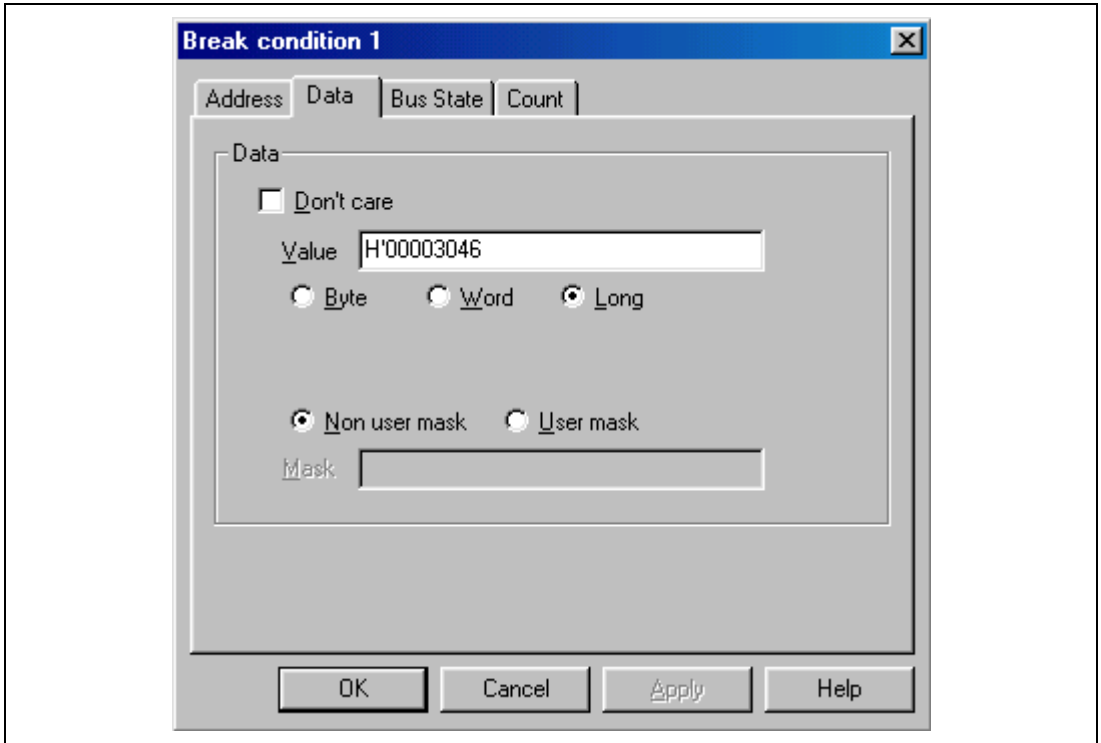 Break condition 1
Address Data Bus State Count
Data
Don't care
Value H'00003046
Byte Word Long
Non user mask User mask
Mask
OK Cancel Apply Help